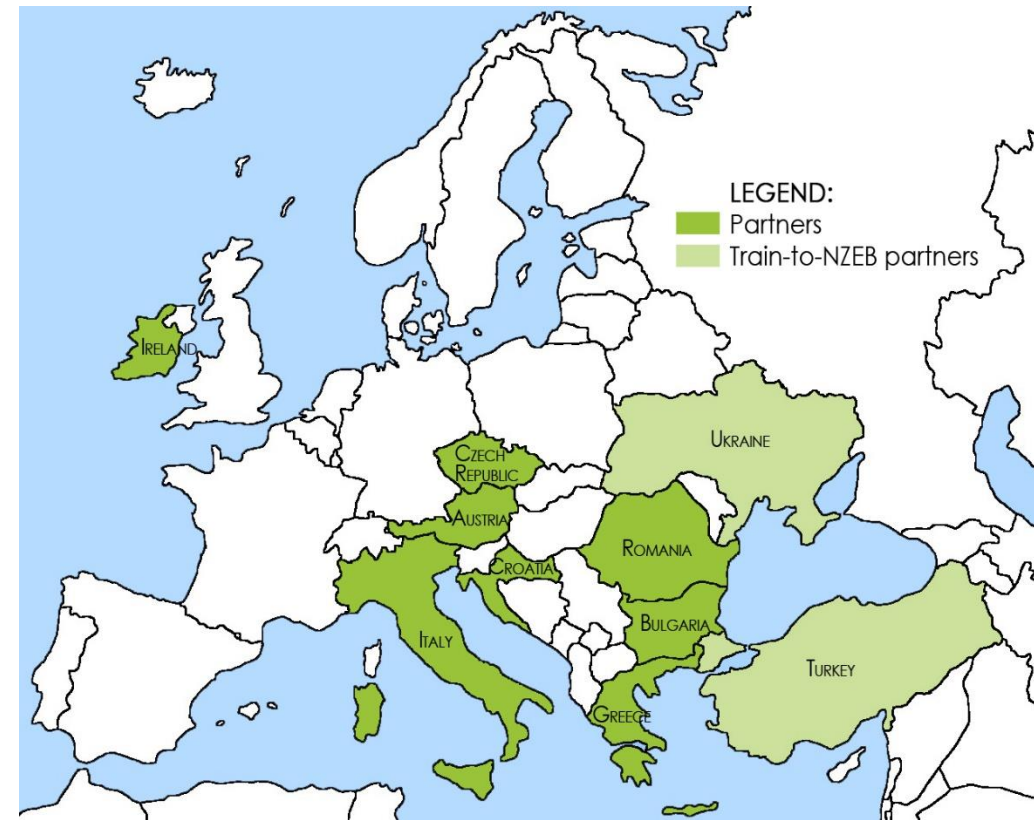 LEGEND:
Partners
Train-to-NZEB partners
IRELAND
UKRAINE
CZECH
REPUBLIC
AUSTRIA
ROMANIA
CROATIA
BULGARIA
ITALY
TURKEY
GREECE